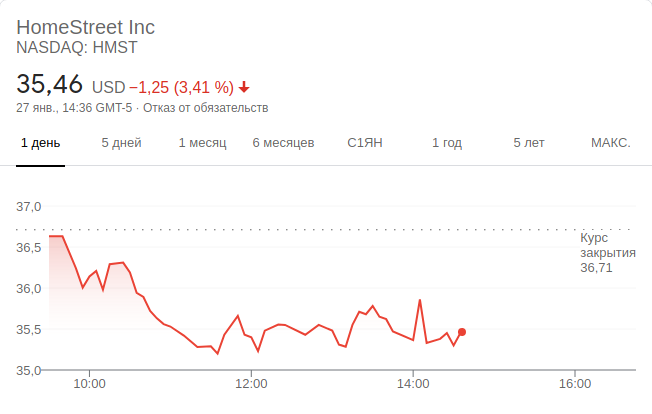 HomeStreet Inc
NASDAQ: HMST
35,46 USD −1,25 (3,41 %)
27 янв., 14:36 GMT-5 · Отказ от обязательств
1 день 5 дней 1 месяц 6 месяцев С1ЯН 1 год 5 лет МАКС.
37,0
36,5
36,0
35,5
35,0
Курс
закрытия
36,71
10:00 12:00 14:00 16:00